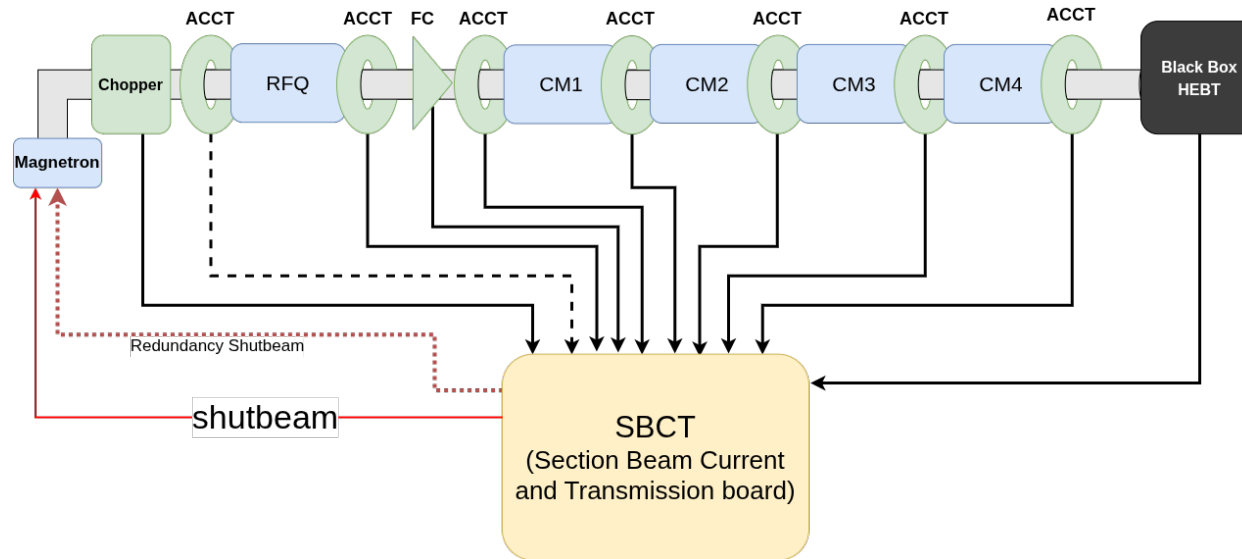 ACCT
ACCT
FC
ACCT
ACCT
ACCT
ACCT
ACCT
Chopper
RFQ
CM1
CM2
CM3
CM4
Black Box
HEBT
Magnetron
Redundancy Shutbeam
shutbeam
SBCT
(Section Beam Current
and Transmission board)